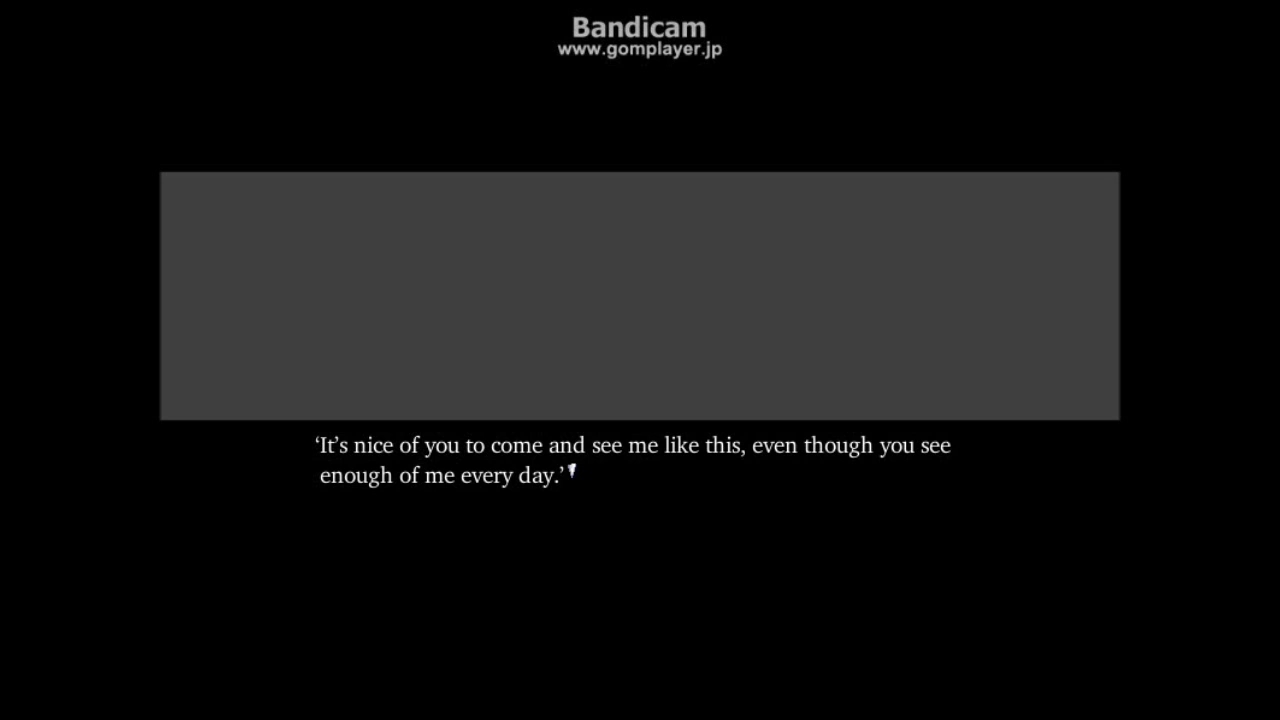 Bandicam
www.gomplayer.jp
‘It’s nice of you to come and see me like this, even though you see
enough of me every day.’